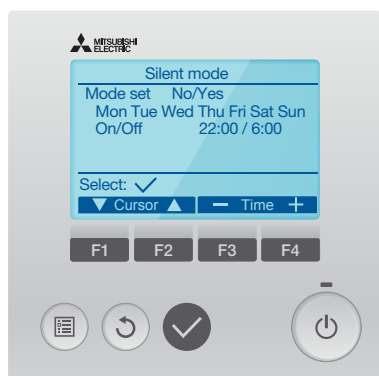 MITSUBISHI
ELECTRIC
Silent mode
Mode set No/Yes
Mon Tue Wed Thu Fri Sat Sun
On/Off 22:00 / 6:00
Select:
Cursor Time
F1 F2 F3 F4